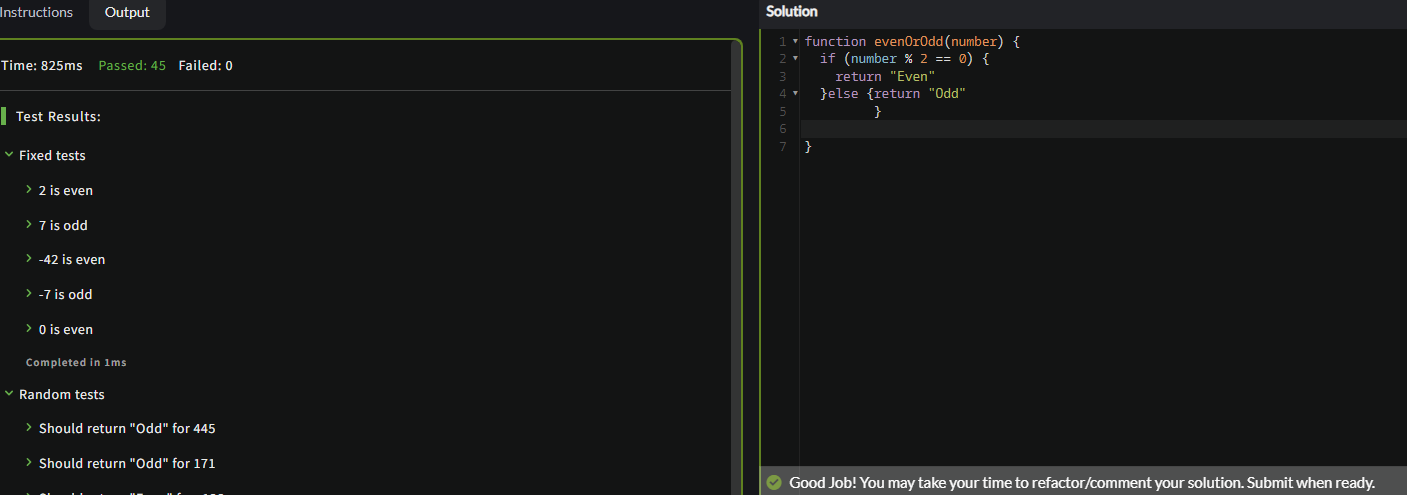 Instructions Output
Time: 825ms Passed: 45 Failed: 0
Test Results:
Fixed tests
2 is even
7 is odd
-42 is even
-7 is odd
0 is even
Completed in 1ms
Random tests
Should return "Odd" for 445
Should return "Odd" for 171
Solution
1 function evenOrOdd(number) {
2 if (number % 2 == 0) {
3 return "Even"
4 }else {return "Odd"
5 }
6
7 }
Good Job! You may take your time to refactor/comment your solution. Submit when ready.